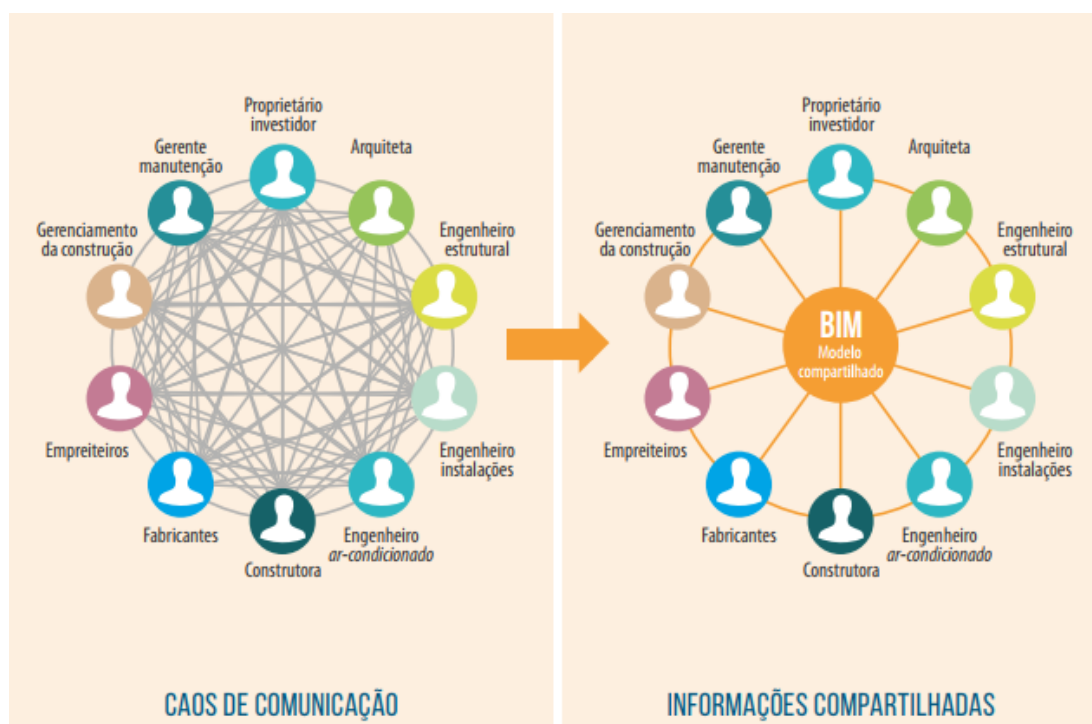 Proprietário
investidor
Gerente
manutenção
Arquiteta
Gerenciamento
da construção
Engenheiro
estrutural
Empreiteiros
Engenheiro
instalações
Fabricantes
Engenheiro
ar-condicionado
Construtora
CAOS DE COMUNICAÇÃO
Proprietário
investidor
Gerente
manutenção
Arquiteta
Gerenciamento
da construção
Engenheiro
estrutural
BIM
Modelo
compartilhado
Empreiteiros
Engenheiro
instalações
Fabricantes
Engenheiro
ar-condicionado
Construtora
INFORMAÇÕES COMPARTILHADAS